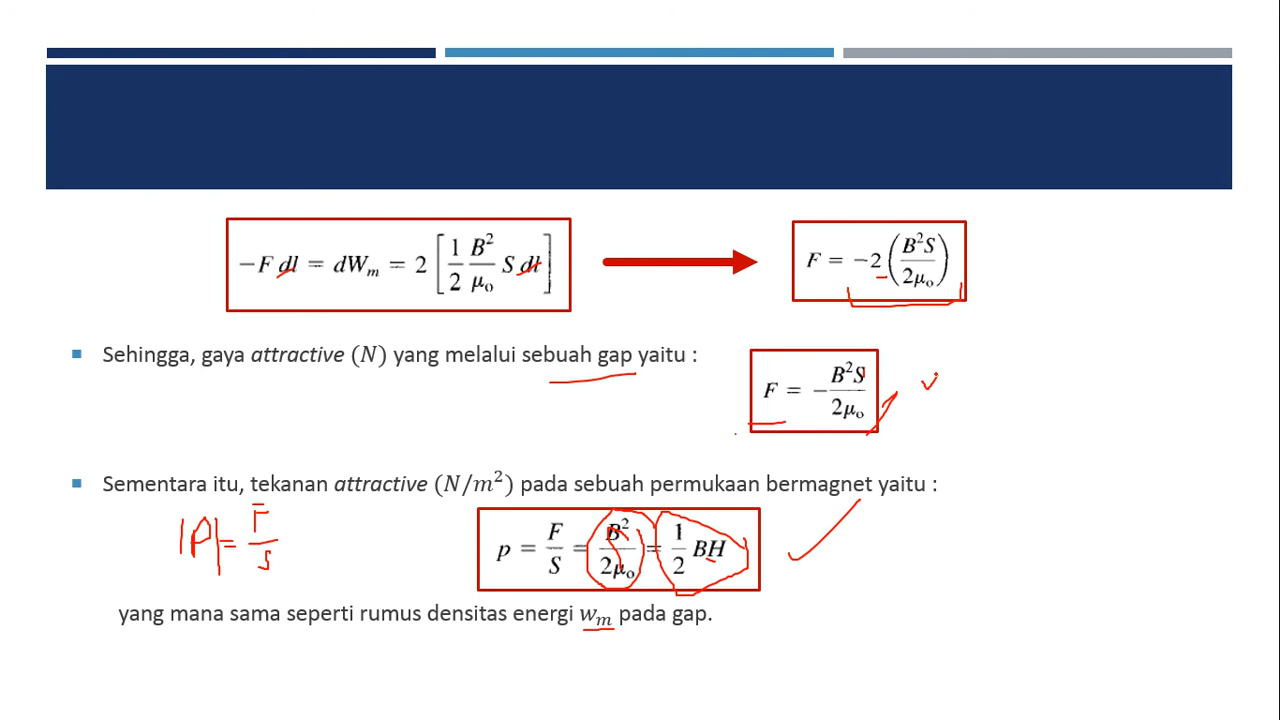 −F dl = dWₘ = 2 [ 1/2 B²/μ₀ S dl ]
F = −2 ( B²S / 2μ₀ )
Sehingga, gaya attractive (N) yang melalui sebuah gap yaitu :
F = − B²S / 2μ₀
Sementara itu, tekanan attractive (N/m²) pada sebuah permukaan bermagnet yaitu :
|P| = F / S
p = F/S = B²/2μ₀ = 1/2 BH
yang mana sama seperti rumus densitas energi wₘ pada gap.